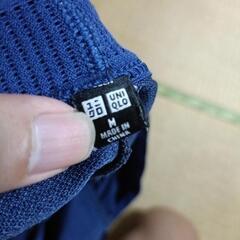 ユニ UNI
クロ QLO
M
MADE IN
CHINA